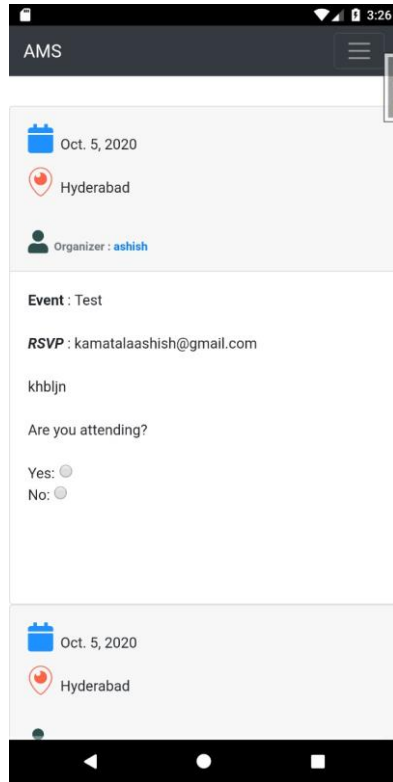 3:26
AMS
Oct. 5, 2020
Hyderabad
Organizer : ashish
Event : Test
RSVP : kamatalaashish@gmail.com
khbljn
Are you attending?
Yes:
No:
Oct. 5, 2020
Hyderabad